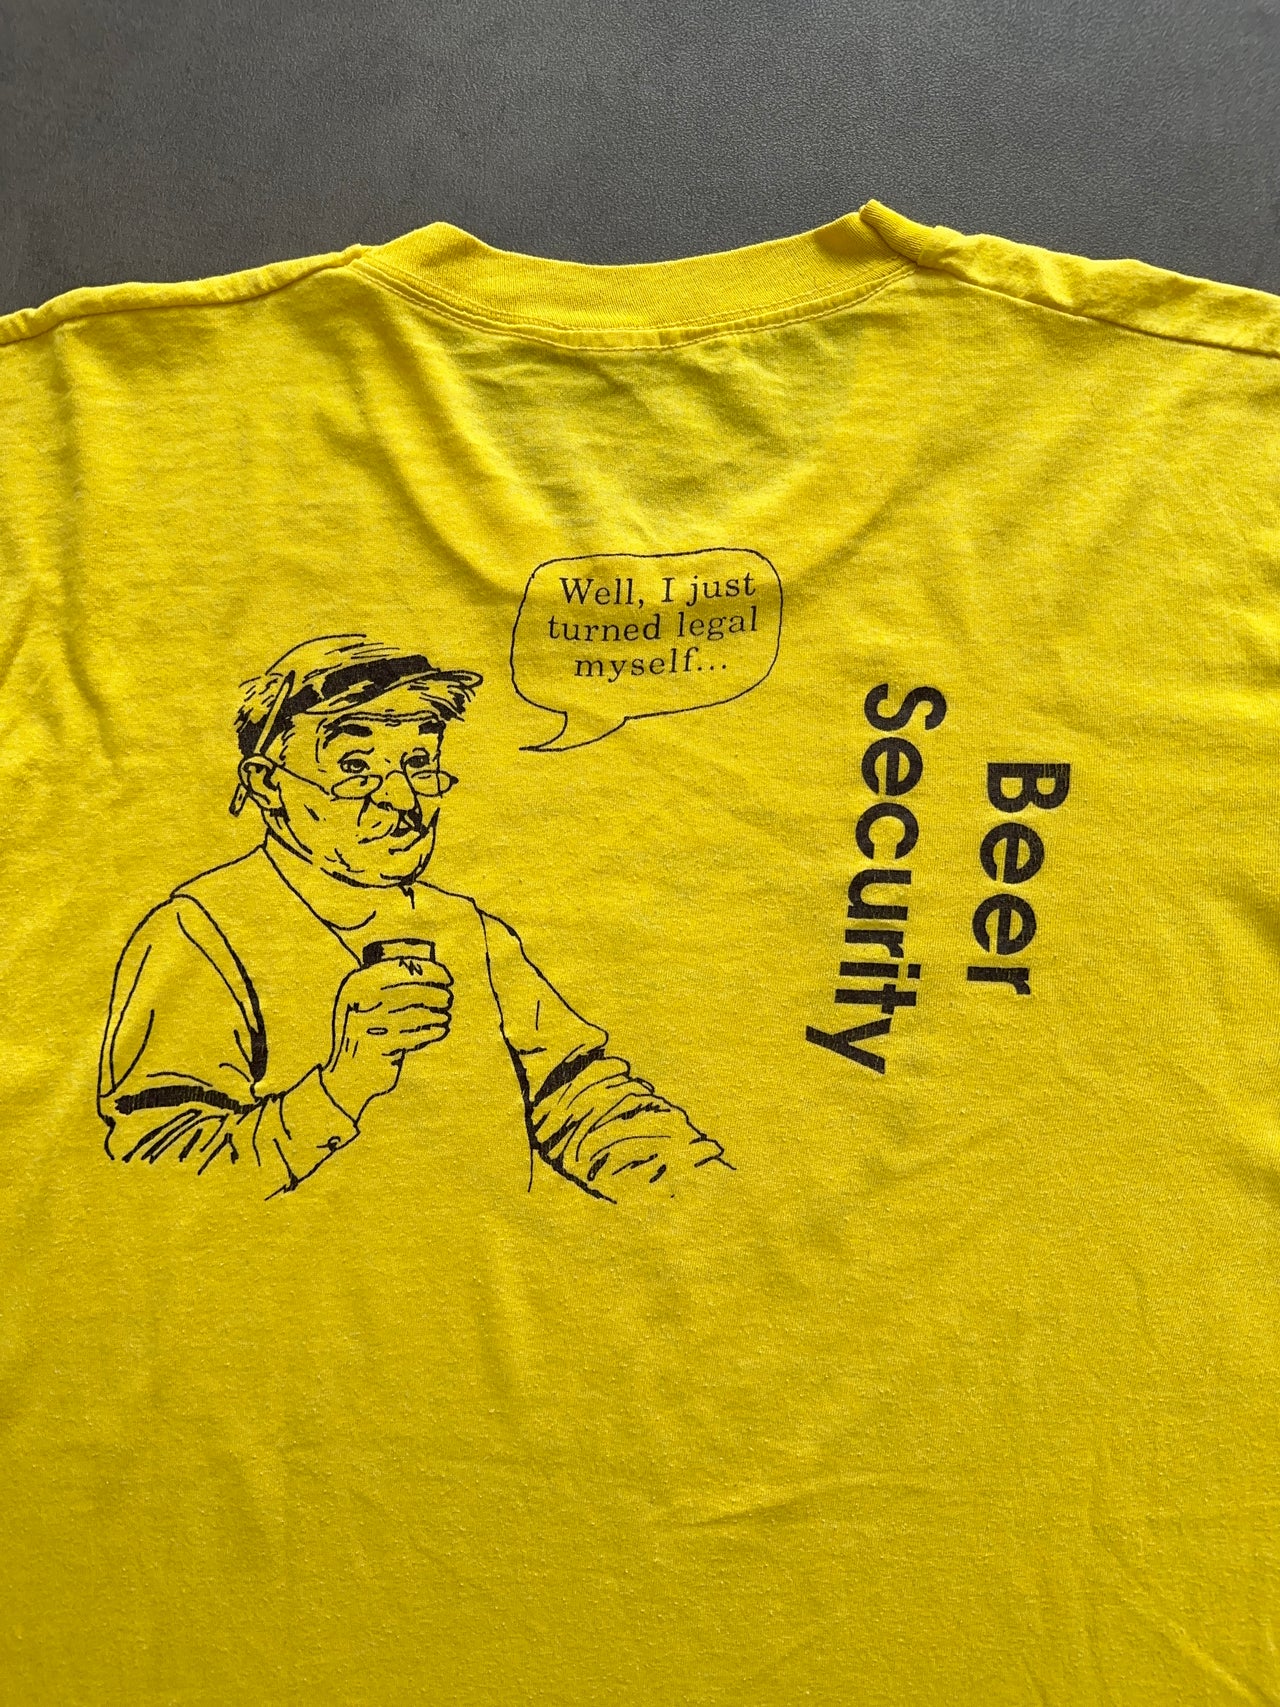 Well, I just
turned legal
myself...
Beer
Security